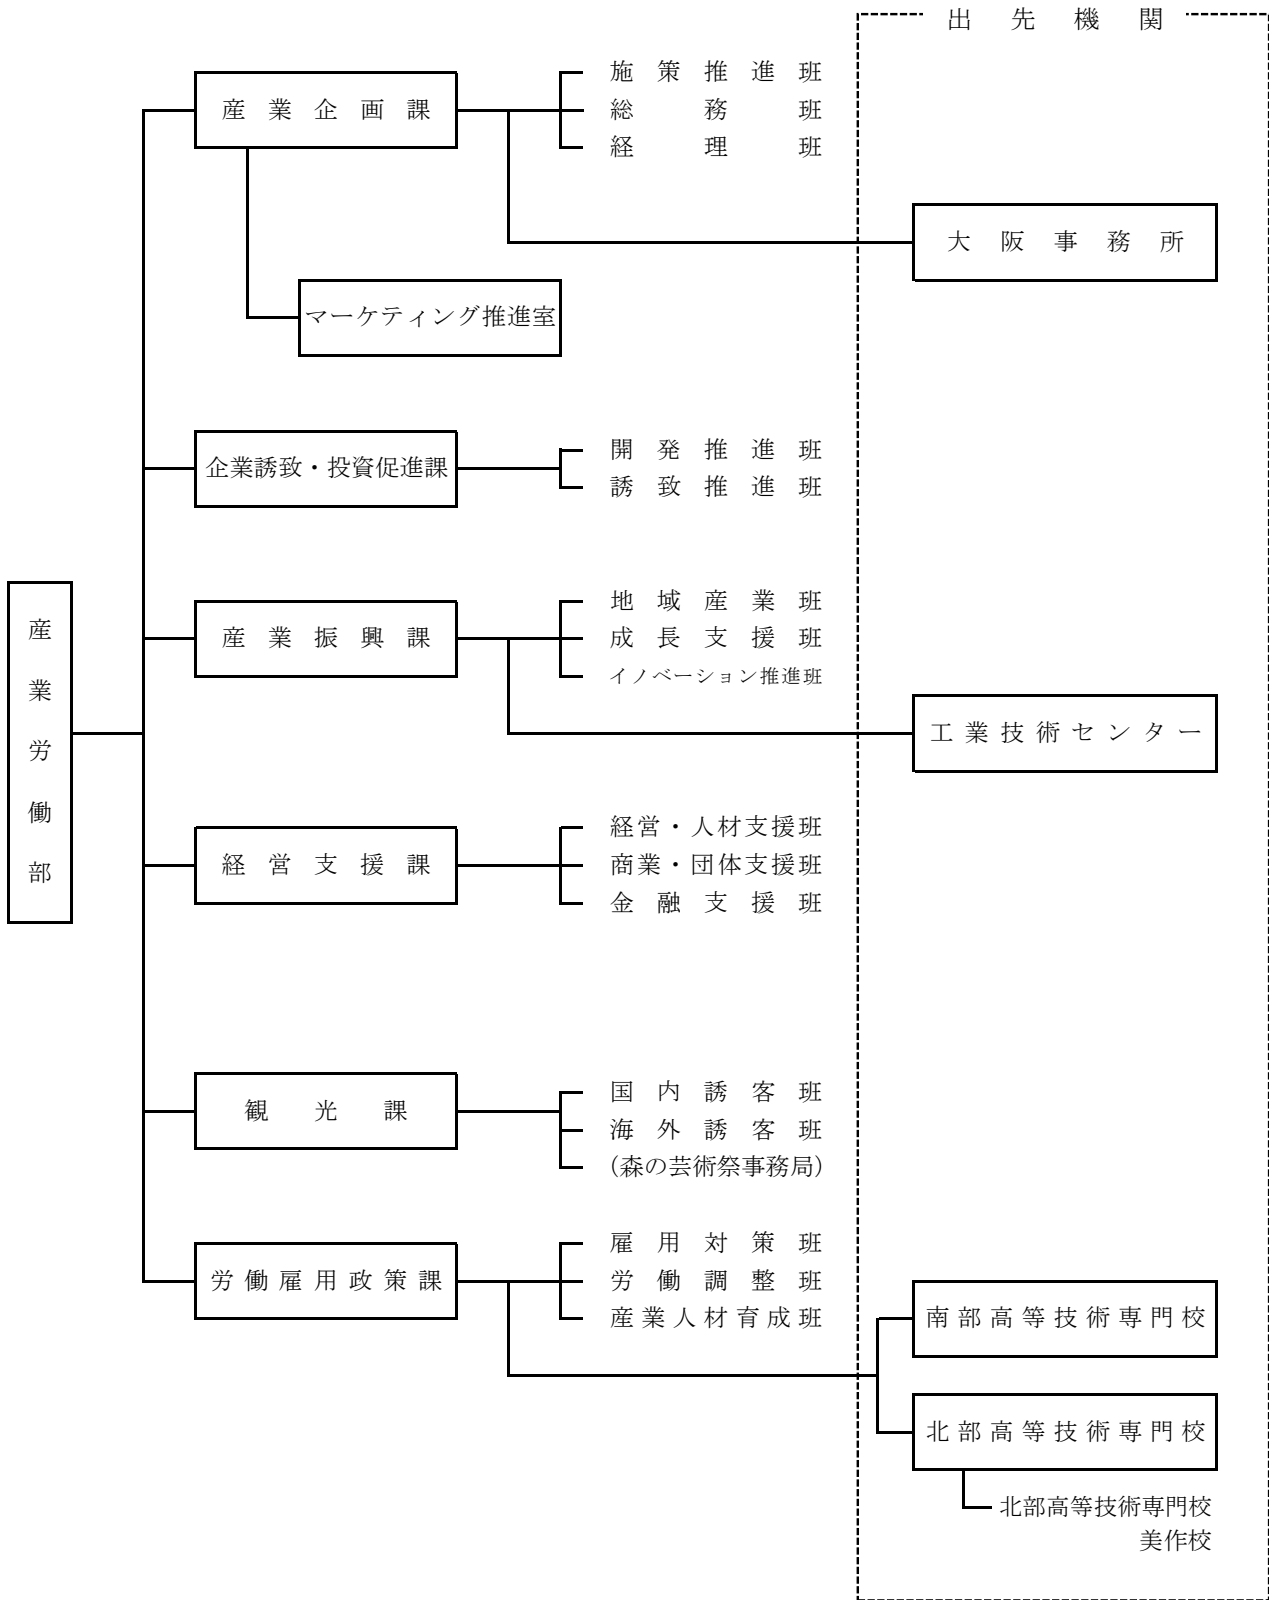 出先機関
産業労働部
産業企画課
施策推進班
総務班
経理班
大阪事務所
マーケティング推進室
企業誘致・投資促進課
開発推進班
誘致推進班
産業振興課
地域産業班
成長支援班
イノベーション推進班
工業技術センター
経営支援課
経営・人材支援班
商業・団体支援班
金融支援班
観光課
国内誘客班
海外誘客班
(森の芸術祭事務局)
労働雇用政策課
雇用対策班
労働調整班
産業人材育成班
南部高等技術専門校
北部高等技術専門校
北部高等技術専門校
美作校